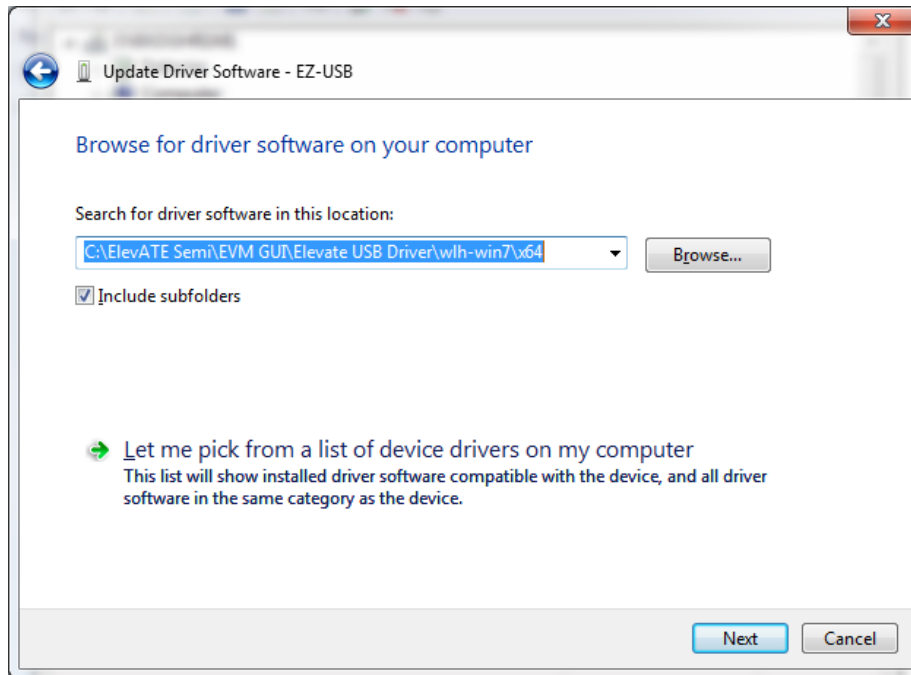 Update Driver Software - EZ-USB
Browse for driver software on your computer
Search for driver software in this location:
C:\ElevATE Semi\EVM GUI\Elevate USB Driver\wlh-win7\x64
Browse...
Include subfolders
Let me pick from a list of device drivers on my computer
This list will show installed driver software compatible with the device, and all driver
software in the same category as the device.
Next
Cancel